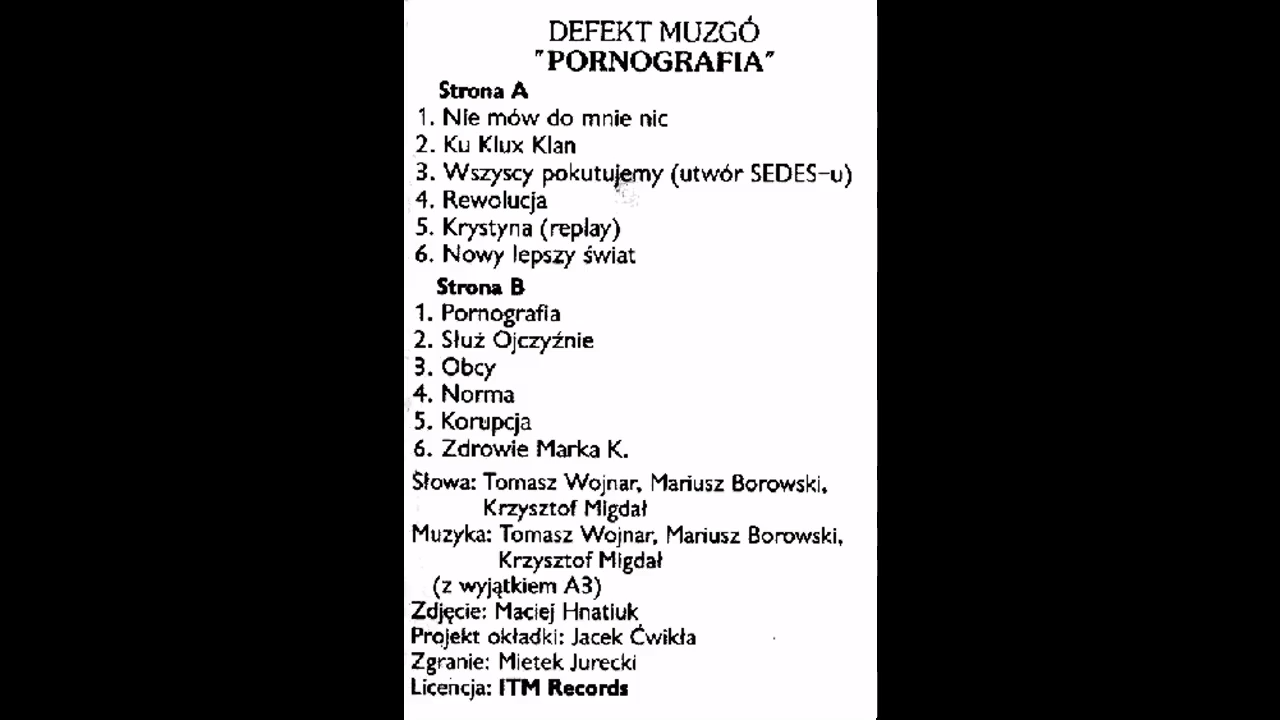 DEFEKT MUZGÓ
"PORNOGRAFIA"
Strona A
1. Nie mów do mnie nic
2. Ku Klux Klan
3. Wszyscy pokutujemy (utwór SEDES-u)
4. Rewolucja
5. Krystyna (replay)
6. Nowy lepszy świat
Strona B
1. Pornografia
2. Służ Ojczyźnie
3. Obcy
4. Norma
5. Korupcja
6. Zdrowie Marka K.
Słowa: Tomasz Wojnar, Mariusz Borowski,
Krzysztof Migdał
Muzyka: Tomasz Wojnar, Mariusz Borowski,
Krzysztof Migdał
(z wyjątkiem A3)
Zdjęcie: Maciej Hnatiuk
Projekt okładki: Jacek Ćwikła
Zgranie: Mietek Jurecki
Licencja: ITM Records